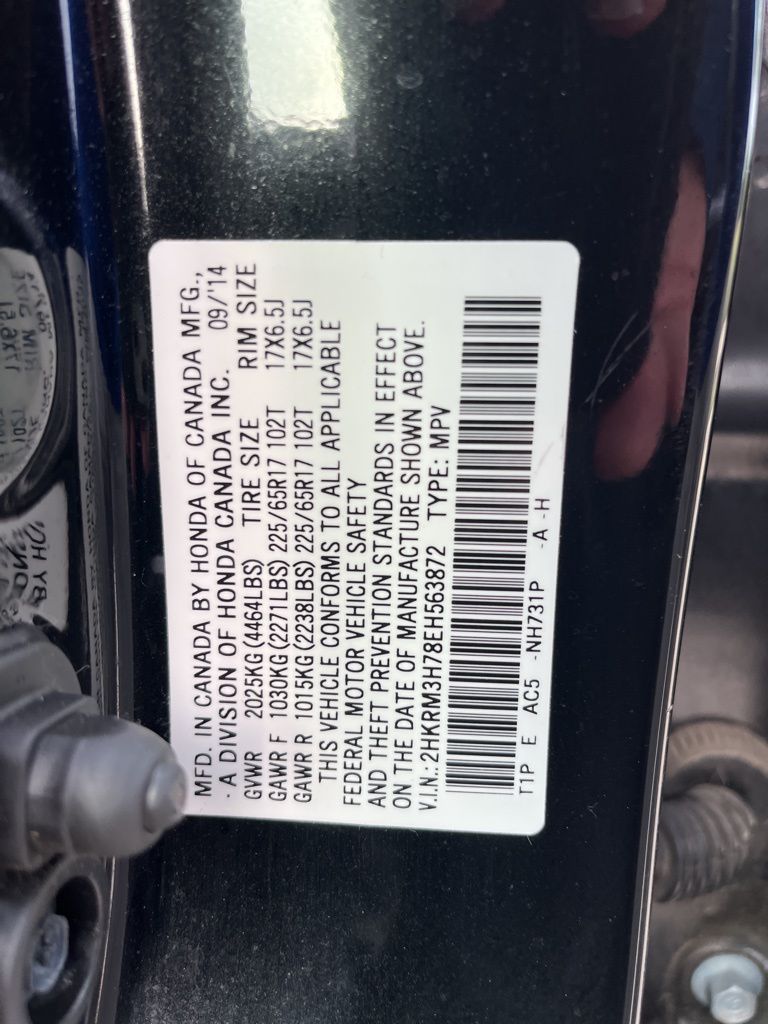 MFD. IN CANADA BY HONDA OF CANADA MFG.,
· A DIVISION OF HONDA CANADA INC. 09/'14
GVWR 2025KG(4464LBS) TIRE SIZE RIM SIZE
GAWR F 1030KG(2271LBS)225/65R17 102T 17X6.5J
GAWR R 1015KG(2238LBS)225/65R17 102T 17X6.5J
THIS VEHICLE CONFORMS TO ALL APPLICABLE
FEDERAL MOTOR VEHICLE SAFETY
AND THEFT PREVENTION STANDARDS IN EFFECT
ON THE DATE OF MANUFACTURE SHOWN ABOVE.
V.I.N.:2HKRM3H78EH563872 TYPE: MPV
T1P E AC5 -NH731P -A -H